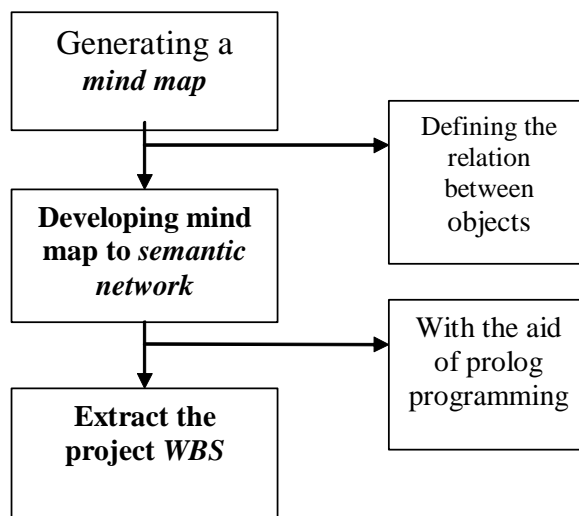 Generating a
mind map
Defining the
relation
between
objects
Developing mind
map to semantic
network
With the aid
of prolog
programming
Extract the
project WBS